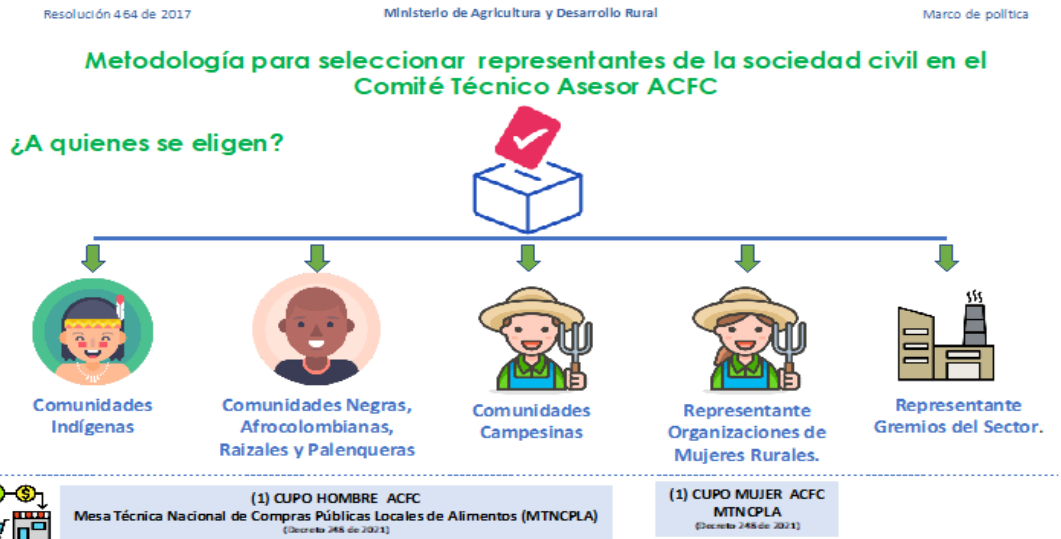 Resolución 464 de 2017
Ministerio de Agricultura y Desarrollo Rural
Marco de política
Metodología para seleccionar representantes de la sociedad civil en el
Comité Técnico Asesor ACFC
¿A quienes se eligen?
Comunidades
Indígenas
Comunidades Negras,
Afrocolombianas,
Raizales y Palenqueras
Comunidades
Campesinas
Representante
Organizaciones de
Mujeres Rurales.
Representante
Gremios del Sector.
(1) CUPO HOMBRE ACFC
Mesa Técnica Nacional de Compras Públicas Locales de Alimentos (MTNCPLA)
(Decreto 248 de 2021)
(1) CUPO MUJER ACFC
MTNCPLA
(Decreto 248 de 2021)